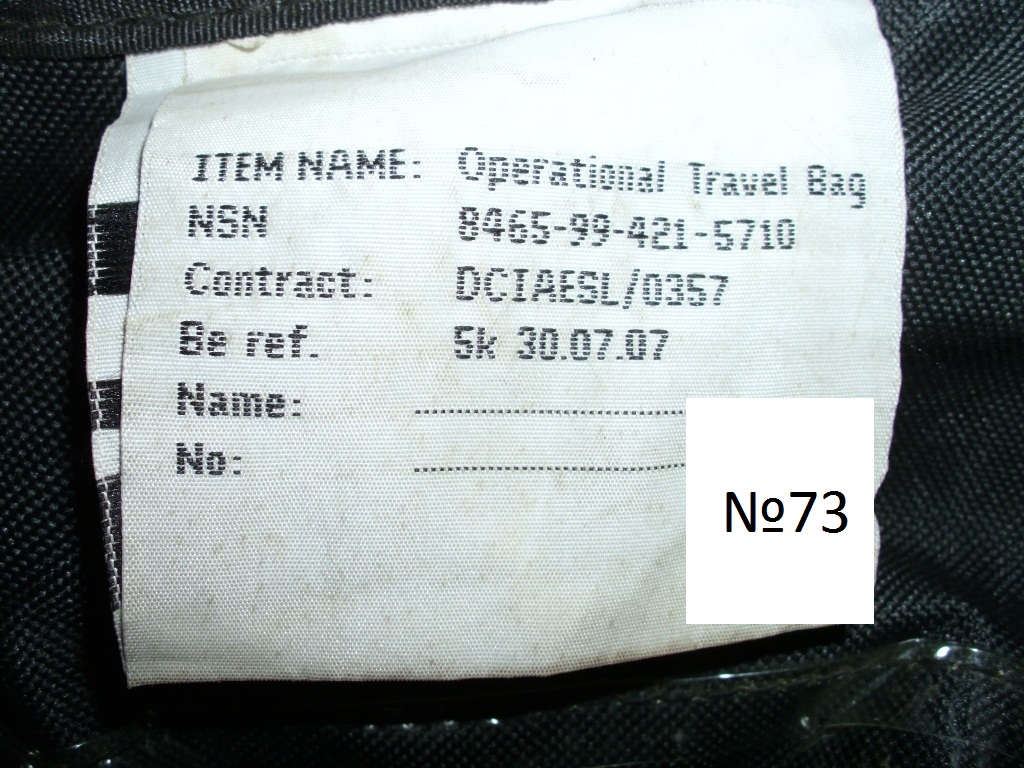 ITEM NAME: Operational Travel Bag
NSN 8465-99-421-5710
Contract: DCIAESL/0357
Be ref. 5k 30.07.07
Name: ................................
No: ................................
№73